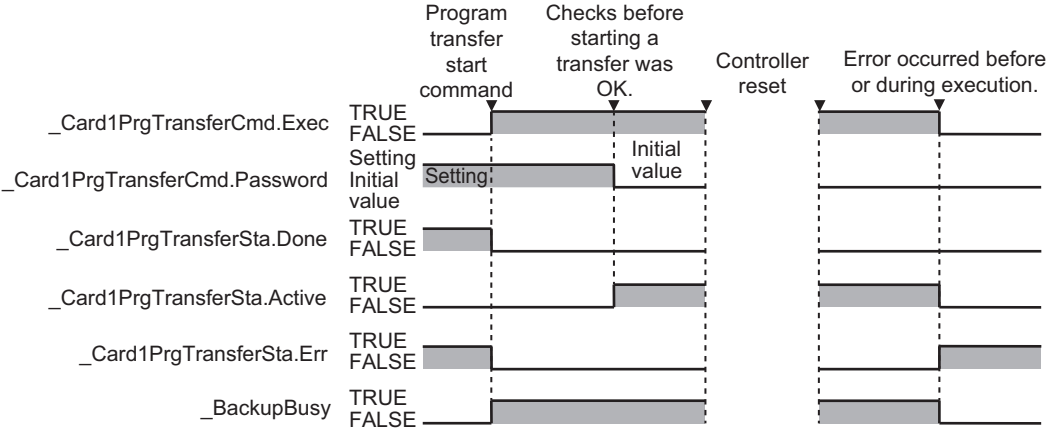 Program
transfer
start
command
Checks before
starting a
transfer was
OK.
Controller
reset
Error occurred before
or during execution.
_Card1PrgTransferCmd.Exec
TRUE
FALSE
_Card1PrgTransferCmd.Password
Setting
Initial
value
Setting
Initial
value
_Card1PrgTransferSta.Done
TRUE
FALSE
_Card1PrgTransferSta.Active
TRUE
FALSE
_Card1PrgTransferSta.Err
TRUE
FALSE
_BackupBusy
TRUE
FALSE